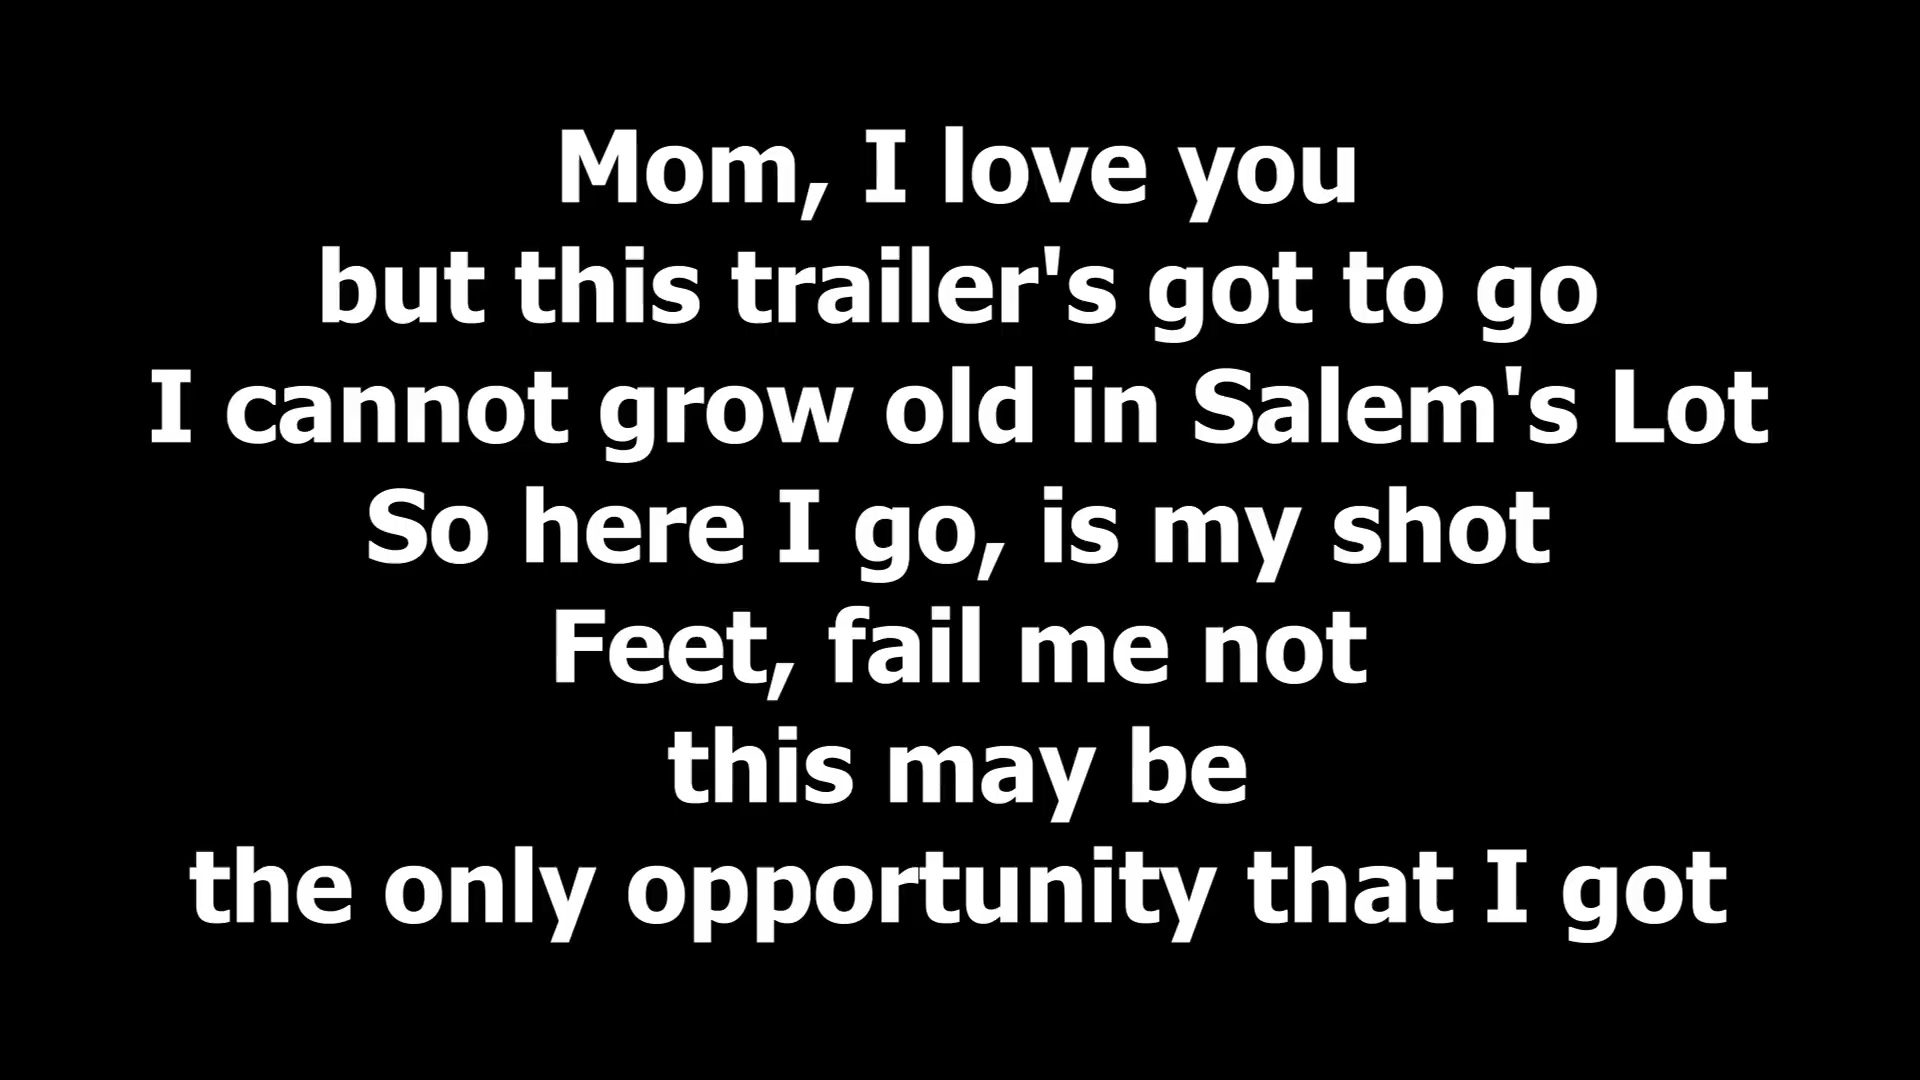 Mom, I love you
but this trailer's got to go
I cannot grow old in Salem's Lot
So here I go, is my shot
Feet, fail me not
this may be
the only opportunity that I got